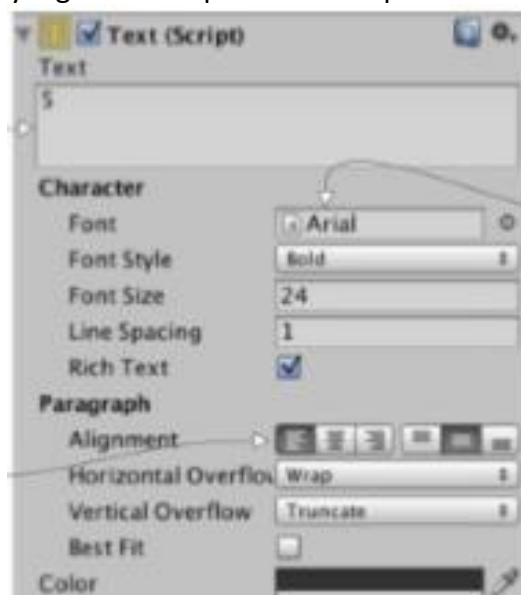 Text (Script)
Text
S
Character
Font Arial
Font Style Bold
Font Size 24
Line Spacing 1
Rich Text
Paragraph
Alignment
Horizontal Overflow Wrap
Vertical Overflow Truncate
Best Fit
Color